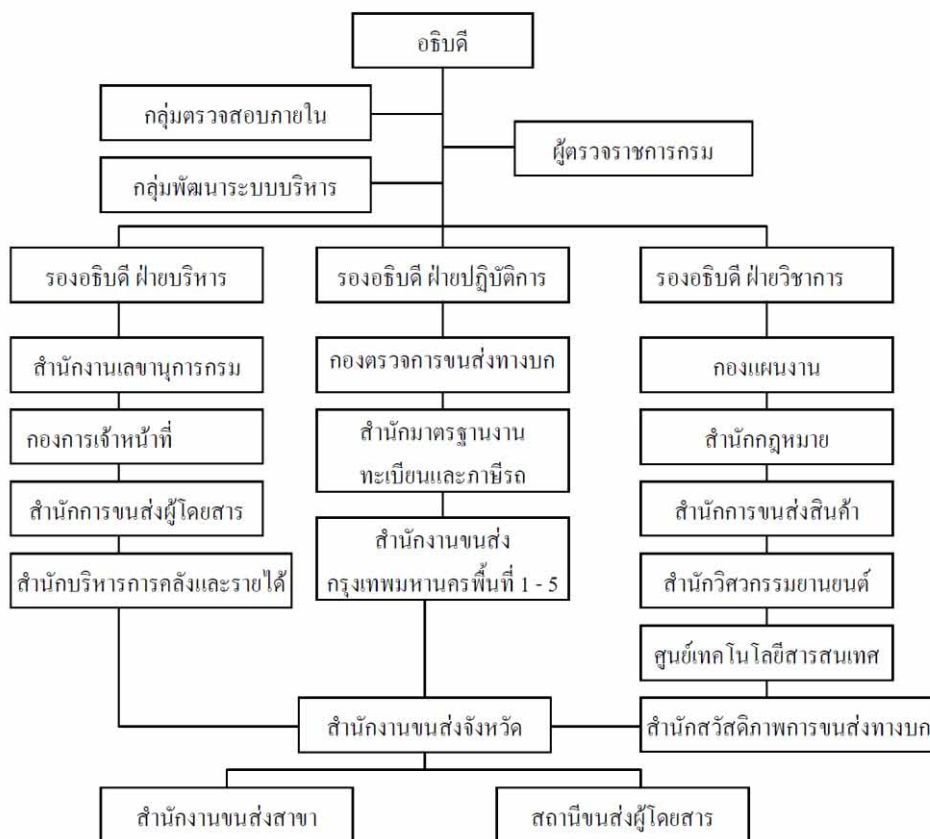 อธิบดี
กลุ่มตรวจสอบภายใน
ผู้ตรวจราชการกรม
กลุ่มพัฒนาระบบบริหาร
รองอธิบดี ฝ่ายบริหาร
รองอธิบดี ฝ่ายปฏิบัติการ
รองอธิบดี ฝ่ายวิชาการ
สำนักงานเลขานุการกรม
กองตรวจการขนส่งทางบก
กองแผนงาน
กองการเจ้าหน้าที่
สำนักมาตรฐานงาน
ทะเบียนและภาษีรถ
สำนักกฎหมาย
สำนักการขนส่งผู้โดยสาร
สำนักงานขนส่ง
กรุงเทพมหานครพื้นที่ 1 - 5
สำนักการขนส่งสินค้า
สำนักบริหารการคลังและรายได้
สำนักวิศวกรรมยานยนต์
ศูนย์เทคโนโลยีสารสนเทศ
สำนักงานขนส่งจังหวัด
สำนักสวัสดิภาพการขนส่งทางบก
สำนักงานขนส่งสาขา
สถานีขนส่งผู้โดยสาร